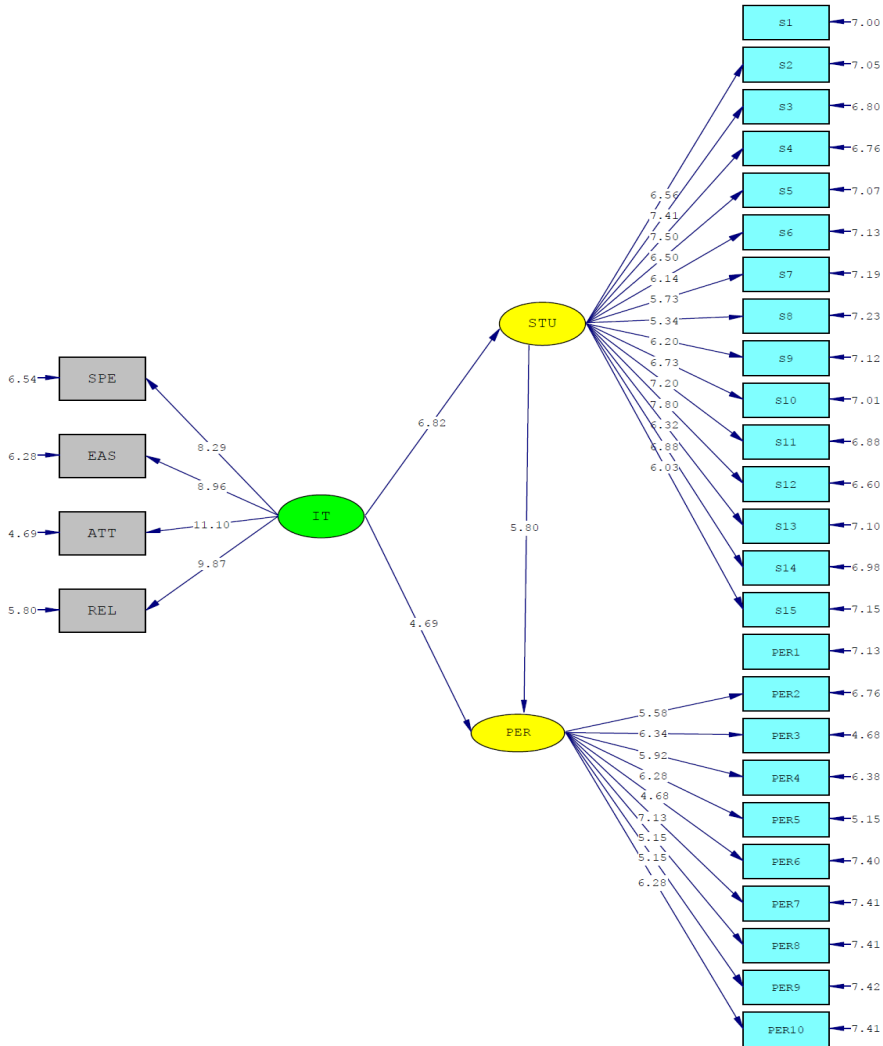 S1 7.00
S2 7.05
S3 6.80
S4 6.76
S5 7.07
S6 7.13
S7 7.19
S8 7.23
S9 7.12
S10 7.01
S11 6.88
S12 6.60
S13 7.10
S14 6.98
S15 7.15
PER1 7.13
PER2 6.76
PER3 4.68
PER4 6.38
PER5 5.15
PER6 7.40
PER7 7.41
PER8 7.41
PER9 7.42
PER10 7.41
6.56
7.41
7.50
6.50
6.14
5.73
5.34
6.20
6.73
7.20
7.80
6.32
6.88
6.03
STU
6.82
5.80
4.69
6.54 SPE
6.28 EAS
4.69 ATT
5.80 REL
8.29
8.96
11.10
9.87
IT
PER
5.58
6.34
5.92
6.28
4.68
7.13
5.15
5.15
6.28